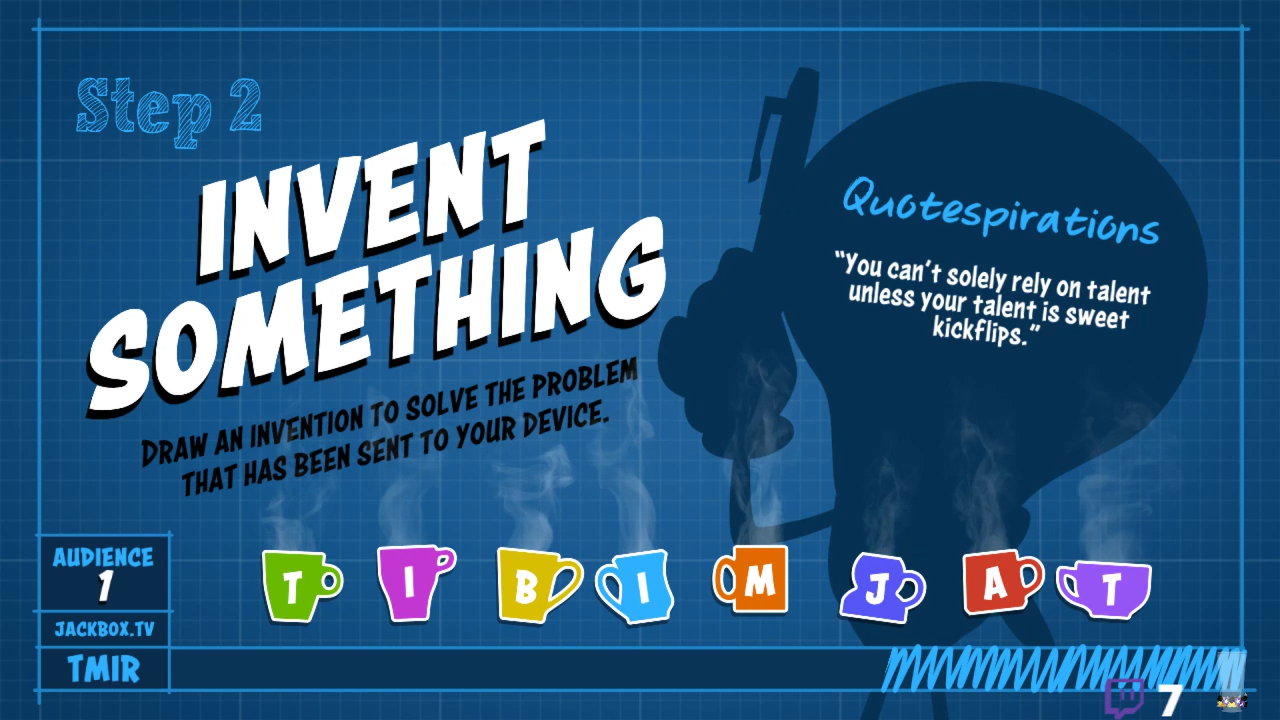 Step 2
INVENT
SOMETHING
DRAW AN INVENTION TO SOLVE THE PROBLEM
THAT HAS BEEN SENT TO YOUR DEVICE.
Quotespirations
“You can’t solely rely on talent
unless your talent is sweet
kickflips.”
T I B I M J A T
AUDIENCE
1
JACKBOX.TV
TMIR
7